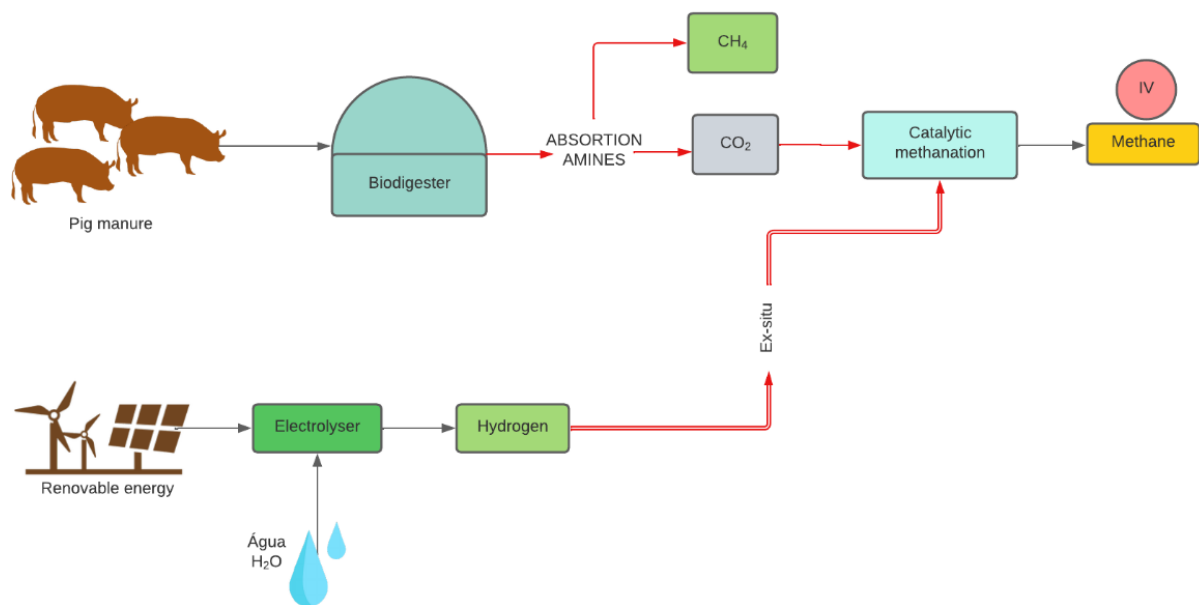 CH₄
IV
ABSORTION
AMINES
CO₂
Catalytic
methanation
Methane
Biodigester
Pig manure
Ex-situ
Electrolyser
Hydrogen
Renovable energy
Água
H₂O